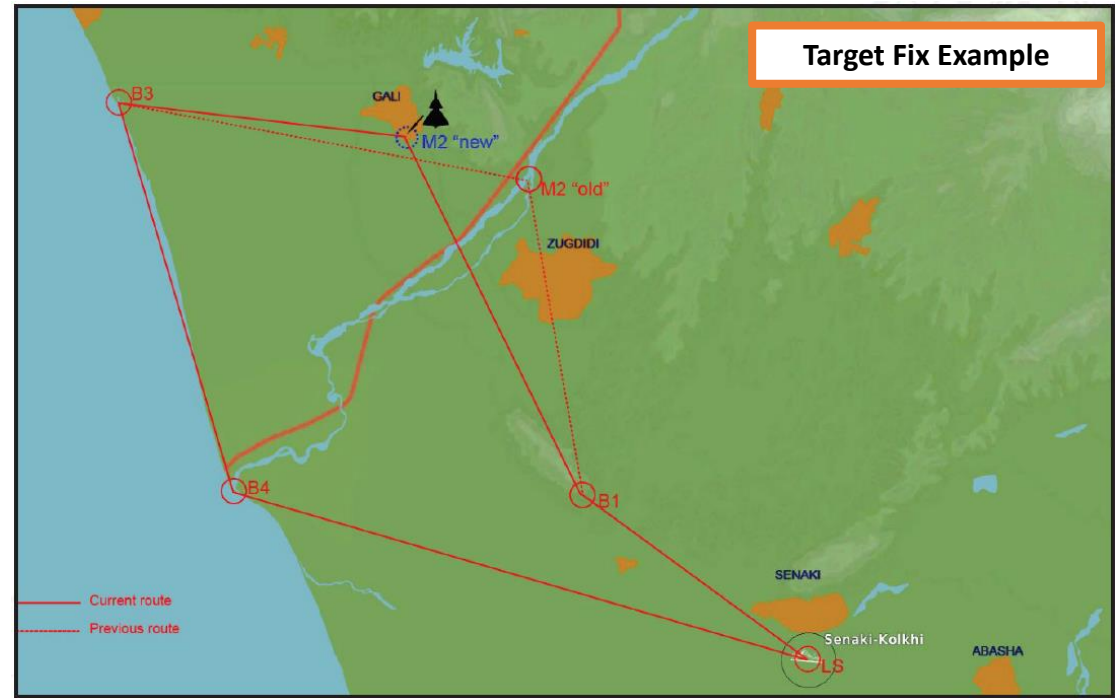 Target Fix Example
B3
GALI
M2 “new”
M2 “old”
ZUGDIDI
B4
B1
SENAKI
Current route
Previous route
Senaki-Kolkhi
LS
ABASHA